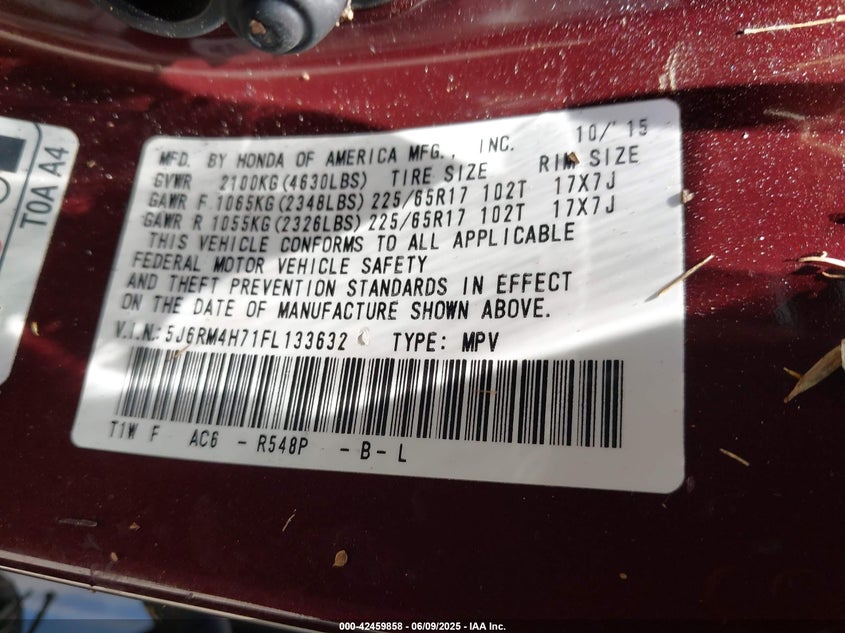 TOA A4
MFD. BY HONDA OF AMERICA MFG., INC. 10/'15
GVWR 2100KG(4630LBS) TIRE SIZE RIM SIZE
GAWR F 1065KG(2348LBS) 225/65R17 102T 17X7J
GAWR R 1055KG(2326LBS) 225/65R17 102T 17X7J
THIS VEHICLE CONFORMS TO ALL APPLICABLE
FEDERAL MOTOR VEHICLE SAFETY
AND THEFT PREVENTION STANDARDS IN EFFECT
ON THE DATE OF MANUFACTURE SHOWN ABOVE.
V.I.N.: 5J6RM4H71FL133632 TYPE: MPV
T1W F AC6 - R548P - B - L
000-42459858 - 06/09/2025 - IAA Inc.